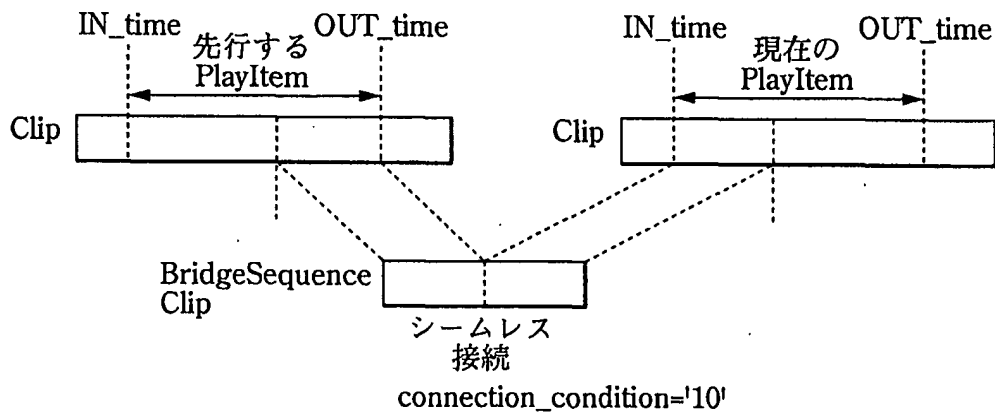 IN_time
先行する
PlayItem
OUT_time
IN_time
現在の
PlayItem
OUT_time
Clip
Clip
BridgeSequence
Clip
シームレス
接続
connection_condition='10'